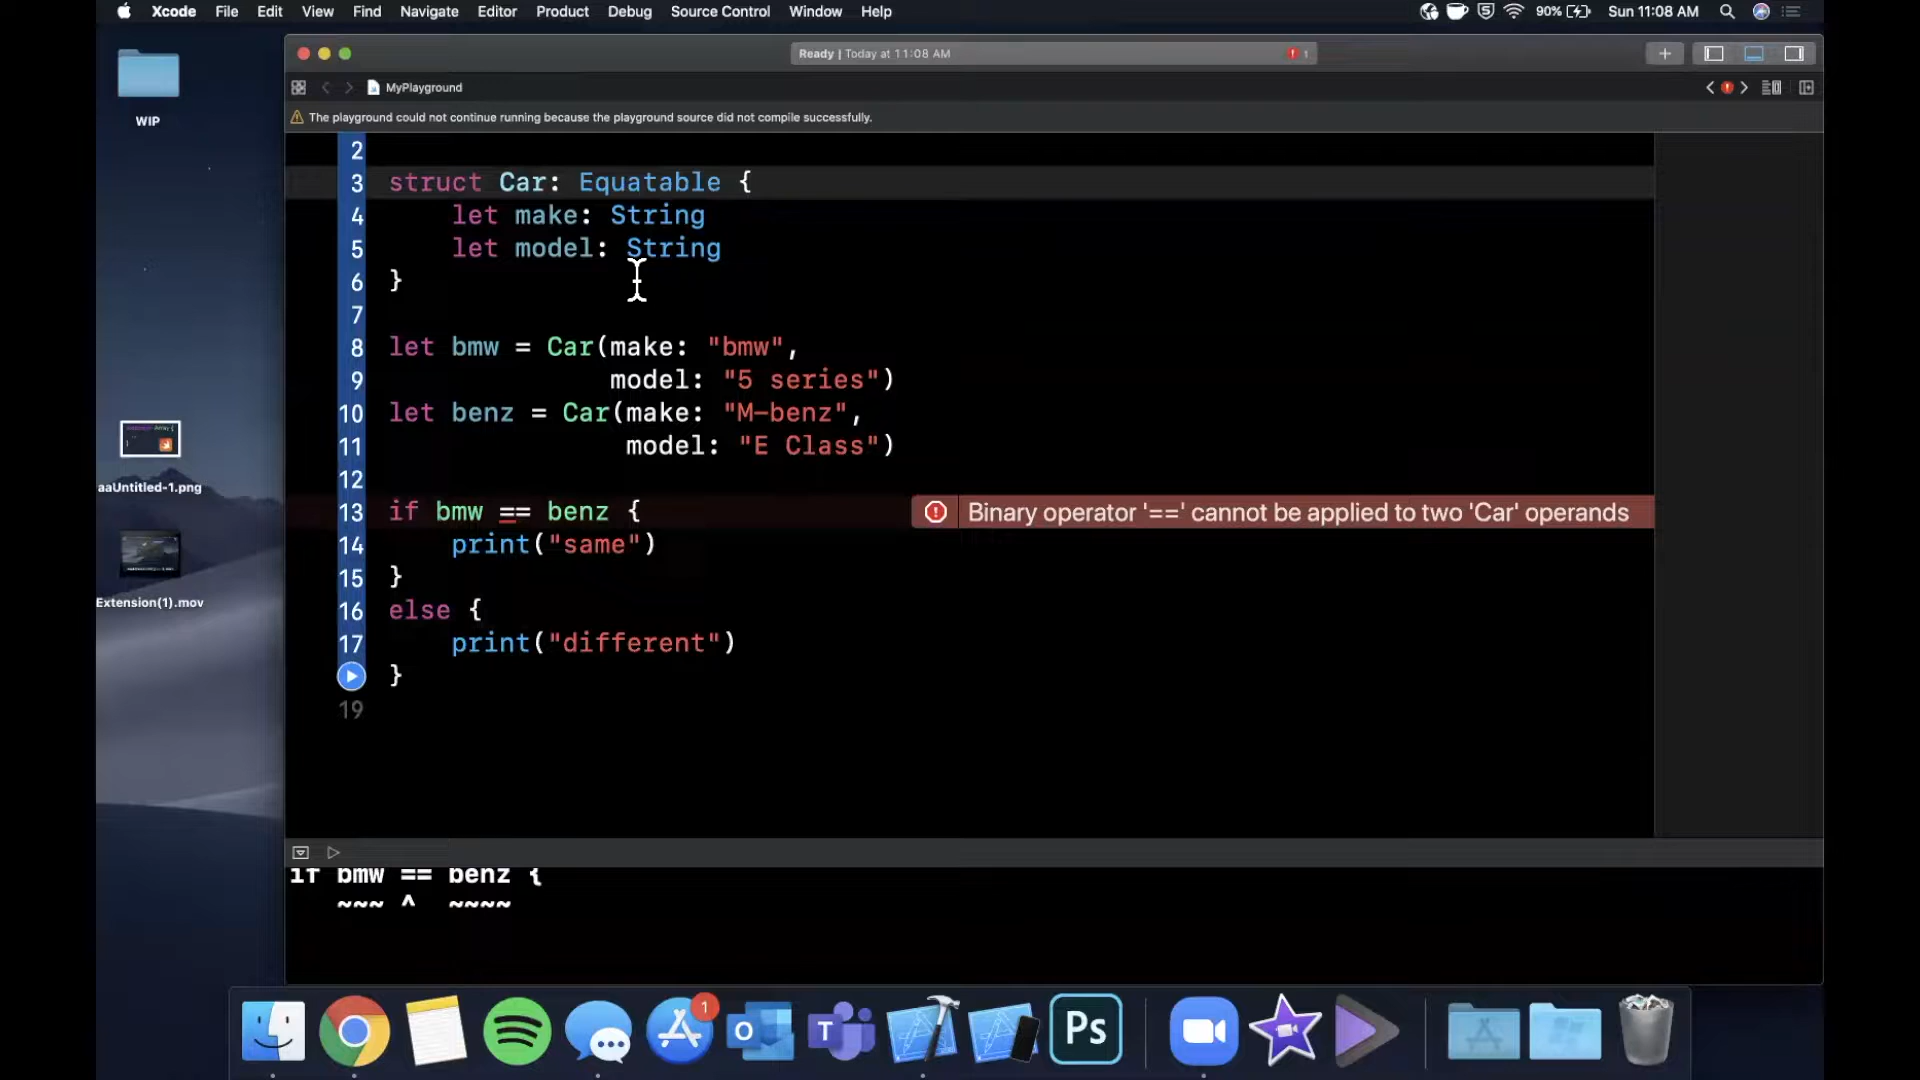 Xcode File Edit View Find Navigate Editor Product Debug Source Control Window Help 90% Sun 11:08 AM
Ready | Today at 11:08 AM 1
MyPlayground
The playground could not continue running because the playground source did not compile successfully.
WIP
aaUntitled-1.png
Extension(1).mov
2
3 struct Car: Equatable {
4 let make: String
5 let model: String
6 }
7
8 let bmw = Car(make: "bmw",
9 model: "5 series")
10 let benz = Car(make: "M-benz",
11 model: "E Class")
12
13 if bmw == benz { Binary operator '==' cannot be applied to two 'Car' operands
14 print("same")
15 }
16 else {
17 print("different")
}
19
if bmw == benz {
~~~ ^ ~~~~
1
Ps